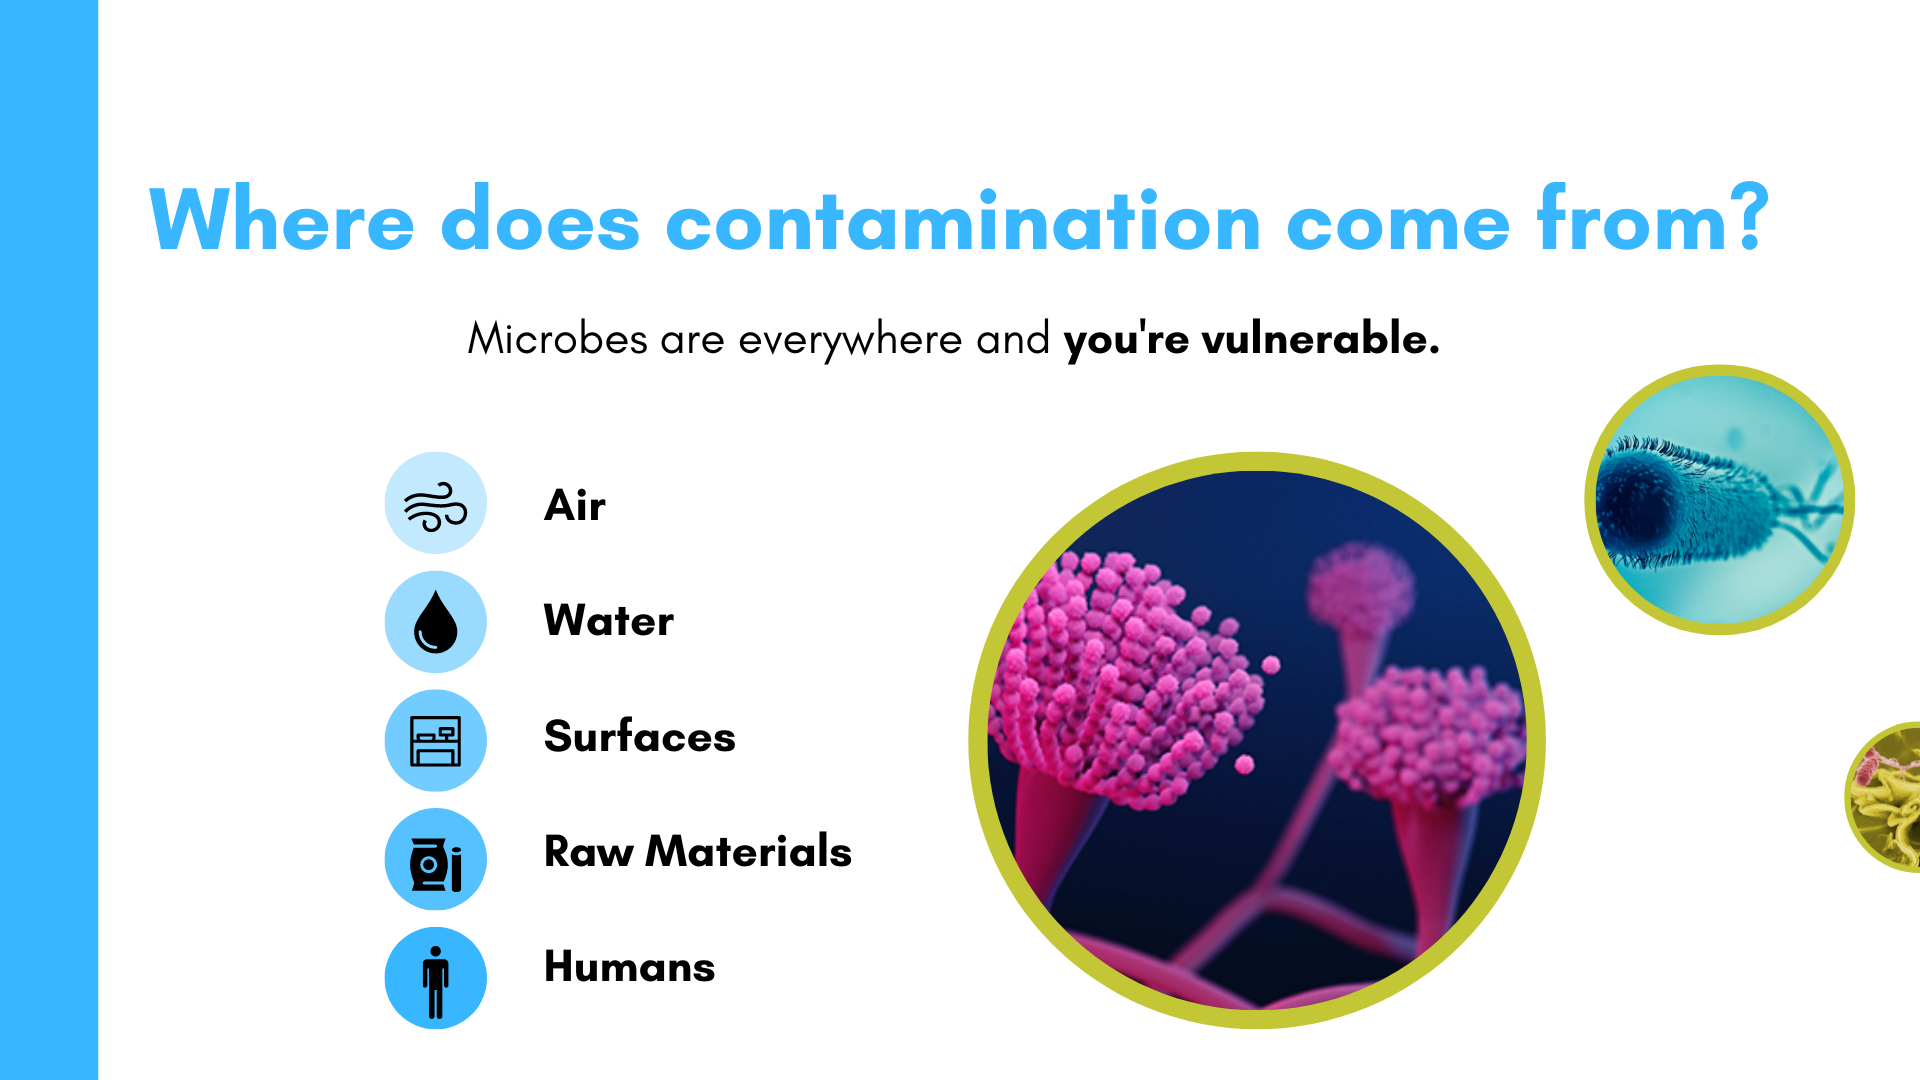 Where does contamination come from?
Microbes are everywhere and you're vulnerable.
Air
Water
Surfaces
Raw Materials
Humans